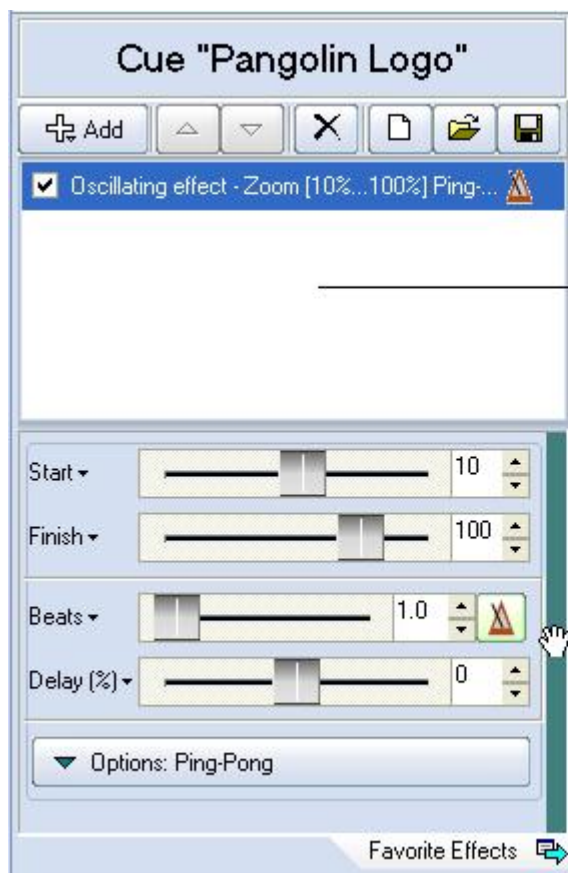 Cue "Pangolin Logo"
Add
Oscillating effect - Zoom [10%...100%] Ping-...
Start 10
Finish 100
Beats 1.0
Delay (%) 0
Options: Ping-Pong
Favorite Effects